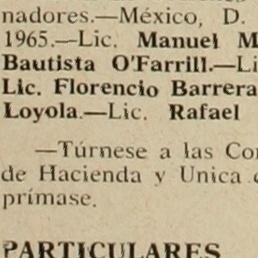 nadores.—México, D.
1965.—Lic. Manuel M
Bautista O'Farrill.—Li
Lic. Florencio Barrera
Loyola.—Lic. Rafael
—Túrnese a las Co
de Hacienda y Unica
prímase.
PARTICULARES